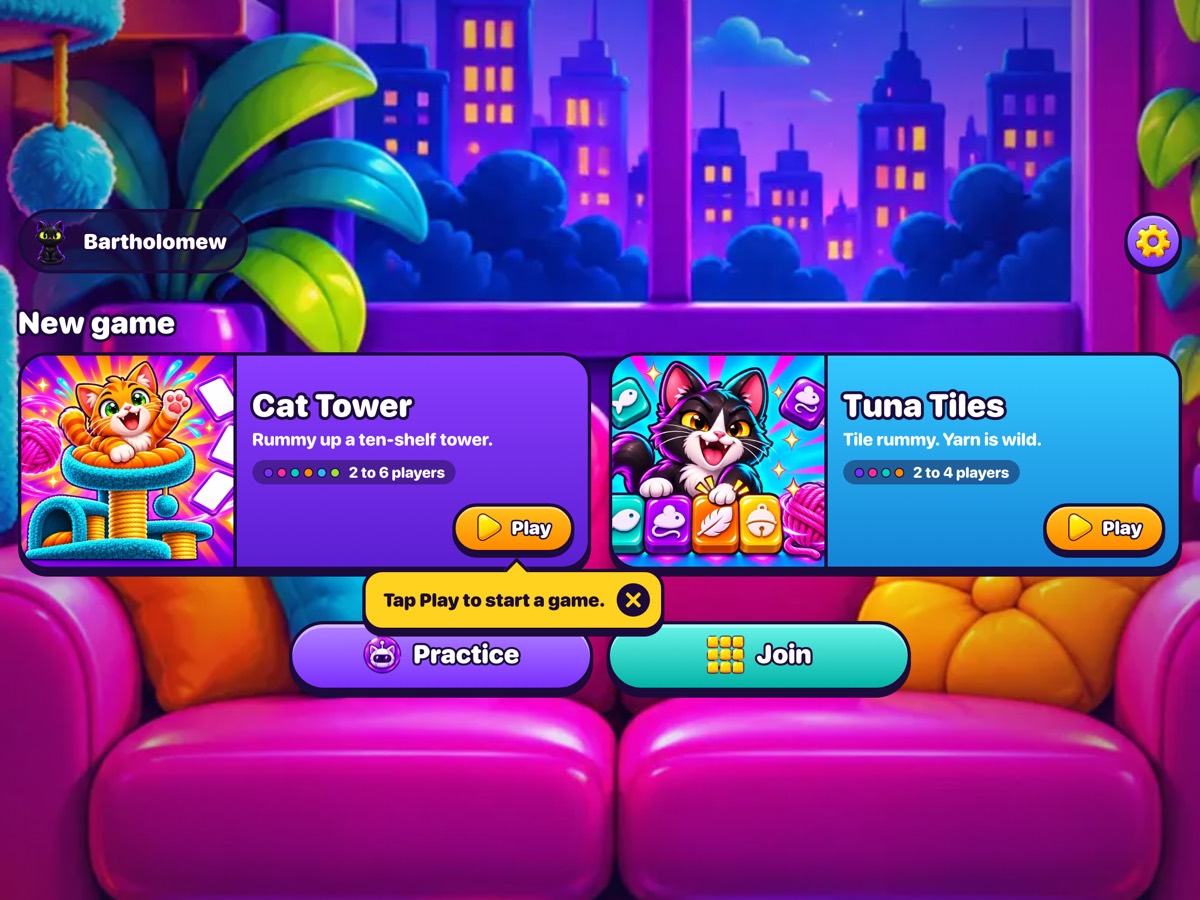 Bartholomew
New game
Cat Tower
Rummy up a ten-shelf tower.
2 to 6 players
Play
Tuna Tiles
Tile rummy. Yarn is wild.
2 to 4 players
Play
Tap Play to start a game.
Practice
Join